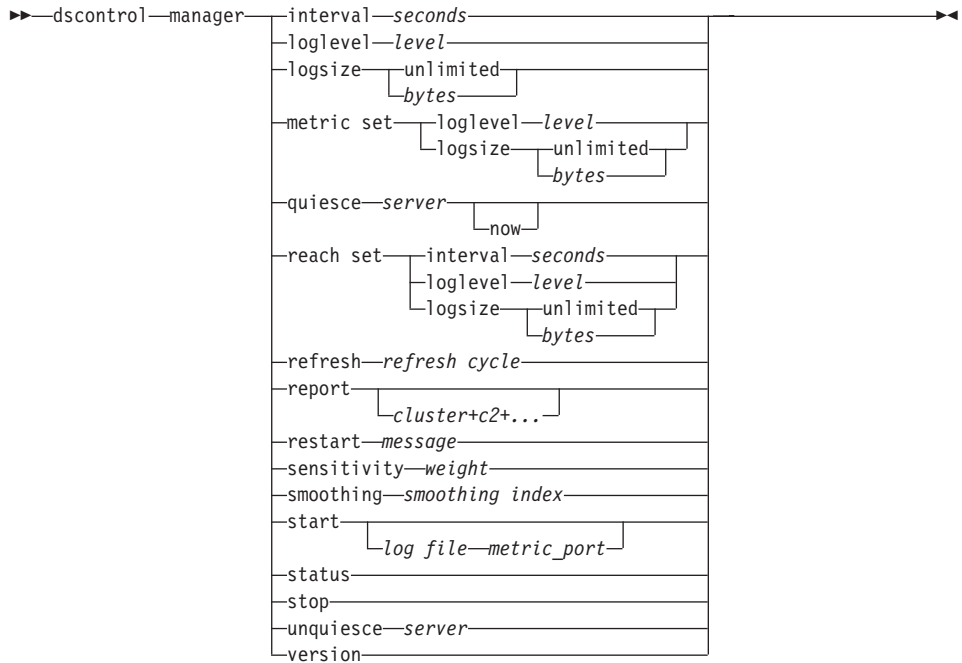 dscontrol manager interval seconds
loglevel level
logsize unlimited
bytes
metric set loglevel level
logsize unlimited
bytes
quiesce server
now
reach set interval seconds
loglevel level
logsize unlimited
bytes
refresh refresh cycle
report
cluster+c2+...
restart message
sensitivity weight
smoothing smoothing index
start
log file metric_port
status
stop
unquiesce server
version